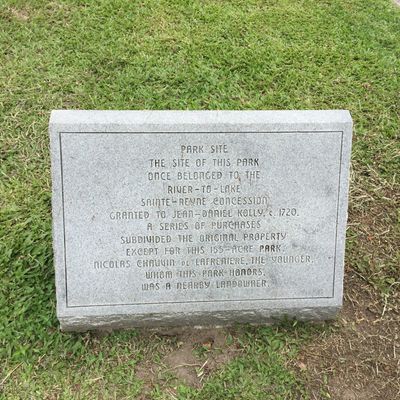 PARK SITE
THE SITE OF THIS PARK
ONCE BELONGED TO THE
RIVER-TO-LAKE
SAINTE-REYNE CONCESSION
GRANTED TO JEAN-DANIEL KOLLY, c. 1720.
A SERIES OF PURCHASES
SUBDIVIDED THE ORIGINAL PROPERTY
EXCEPT FOR THIS 155-ACRE PARK.
NICOLAS CHAUVIN de LAFRENIERE, THE YOUNGER,
WHOM THIS PARK HONORS,
WAS A NEARBY LANDOWNER.